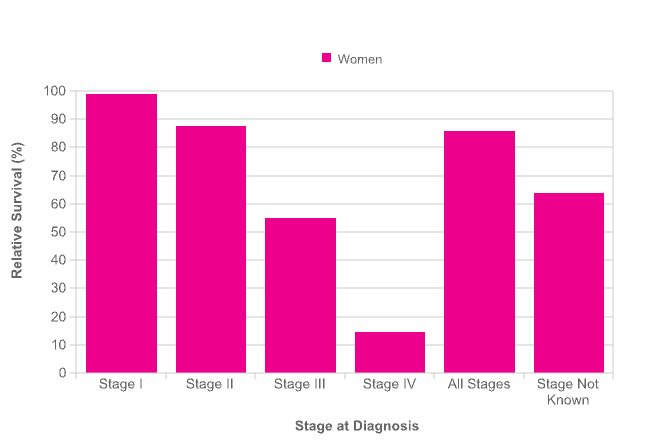 Women
100
90
80
70
60
50
40
30
20
10
0
Relative Survival (%)
Stage I
Stage II
Stage III
Stage IV
All Stages
Stage Not
Known
Stage at Diagnosis